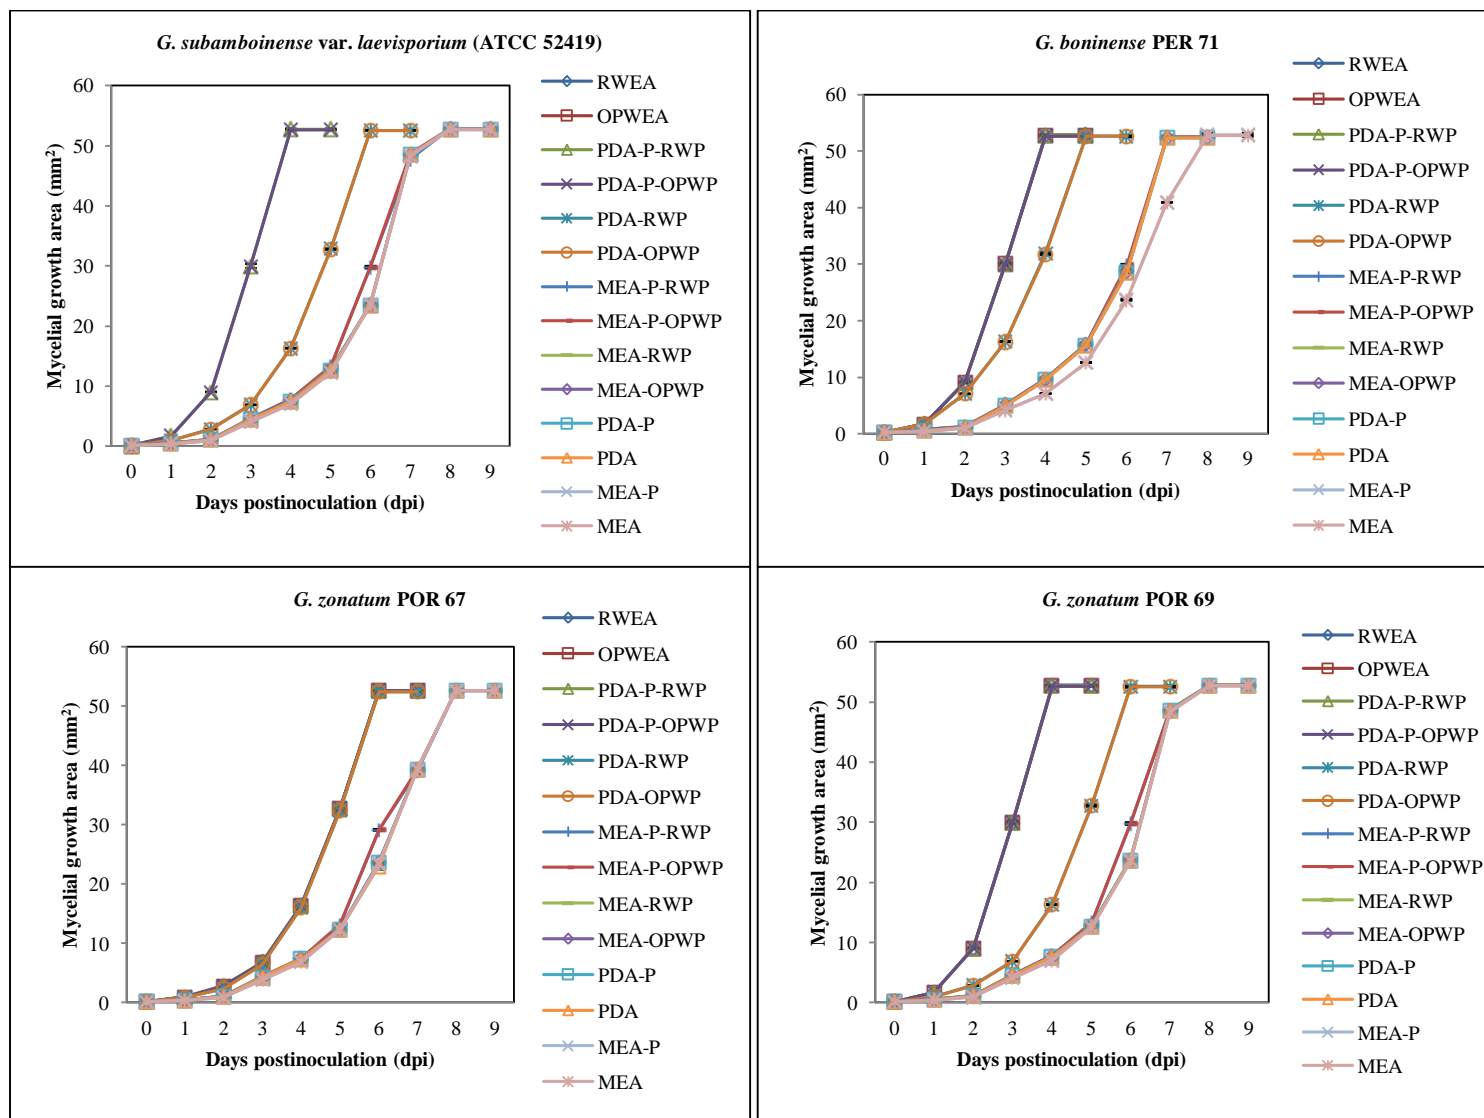 G. subamboinense var. laevisporium (ATCC 52419)
Mycelial growth area (mm²)
60
50
40
30
20
10
0
0 1 2 3 4 5 6 7 8 9
Days postinoculation (dpi)
RWEA
OPWEA
PDA-P-RWP
PDA-P-OPWP
PDA-RWP
PDA-OPWP
MEA-P-RWP
MEA-P-OPWP
MEA-RWP
MEA-OPWP
PDA-P
PDA
MEA-P
MEA
G. boninense PER 71
Mycelial growth area (mm²)
60
50
40
30
20
10
0
0 1 2 3 4 5 6 7 8 9
Days postinoculation (dpi)
RWEA
OPWEA
PDA-P-RWP
PDA-P-OPWP
PDA-RWP
PDA-OPWP
MEA-P-RWP
MEA-P-OPWP
MEA-RWP
MEA-OPWP
PDA-P
PDA
MEA-P
MEA
G. zonatum POR 67
Mycelial growth area (mm²)
60
50
40
30
20
10
0
0 1 2 3 4 5 6 7 8 9
Days postinoculation (dpi)
RWEA
OPWEA
PDA-P-RWP
PDA-P-OPWP
PDA-RWP
PDA-OPWP
MEA-P-RWP
MEA-P-OPWP
MEA-RWP
MEA-OPWP
PDA-P
PDA
MEA-P
MEA
G. zonatum POR 69
Mycelial growth area (mm²)
60
50
40
30
20
10
0
0 1 2 3 4 5 6 7 8 9
Days postinoculation (dpi)
RWEA
OPWEA
PDA-P-RWP
PDA-P-OPWP
PDA-RWP
PDA-OPWP
MEA-P-RWP
MEA-P-OPWP
MEA-RWP
MEA-OPWP
PDA-P
PDA
MEA-P
MEA